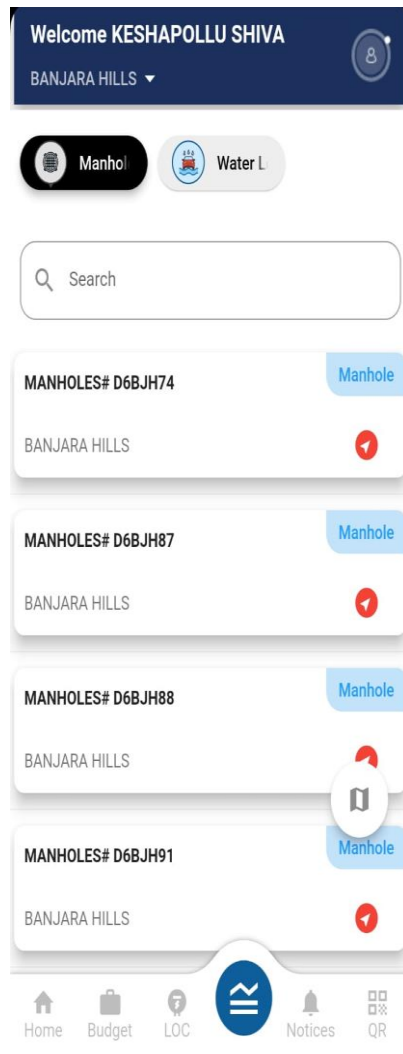 Welcome KESHAPOLLU SHIVA
BANJARA HILLS
Manhol
Water L
Search
Manhole
MANHOLES# D6BJH74
BANJARA HILLS
Manhole
MANHOLES# D6BJH87
BANJARA HILLS
Manhole
MANHOLES# D6BJH88
BANJARA HILLS
Manhole
MANHOLES# D6BJH91
BANJARA HILLS
Home Budget LOC Notices QR